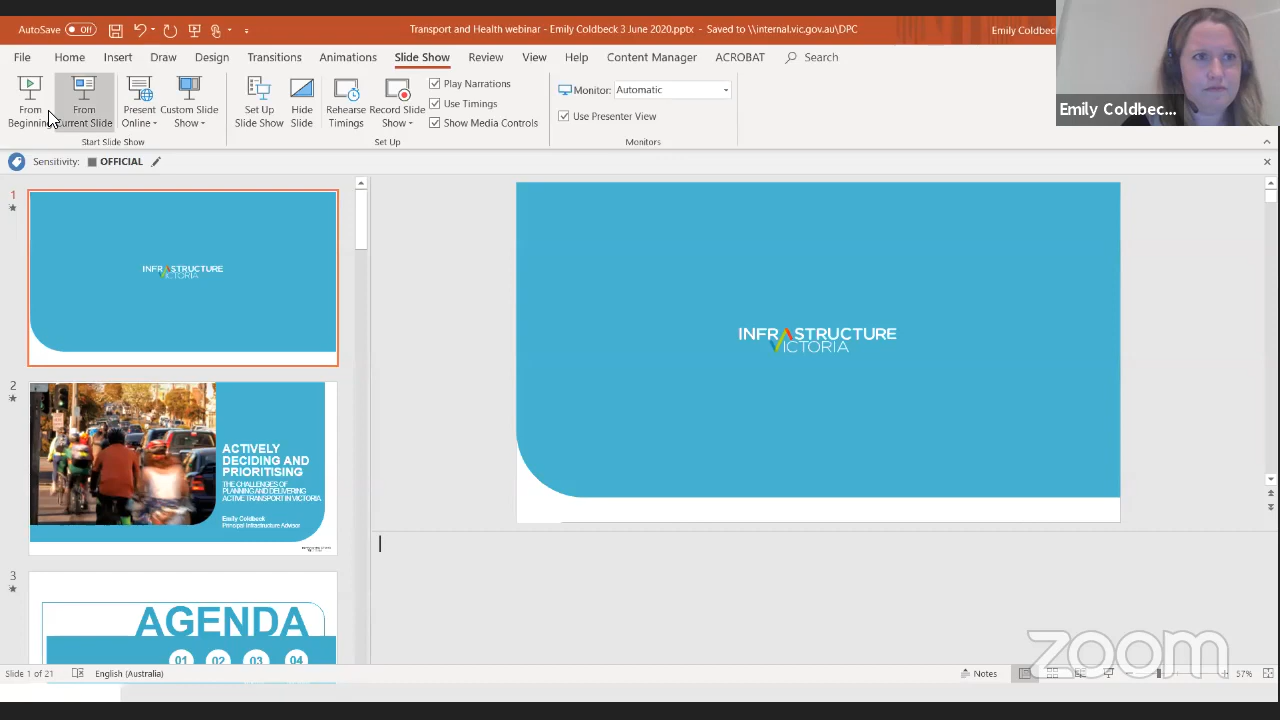 AutoSave Off
Transport and Health webinar - Emily Coldbeck 3 June 2020.pptx - Saved to \\internal.vic.gov.au\DPC
Emily Coldbec
File Home Insert Draw Design Transitions Animations Slide Show Review View Help Content Manager ACROBAT Search
From Beginning
From Current Slide
Present Online
Custom Slide Show
Set Up Slide Show
Hide Slide
Rehearse Timings
Record Slide Show
Play Narrations
Use Timings
Show Media Controls
Monitor: Automatic
Use Presenter View
Start Slide Show
Set Up
Monitors
Emily Coldbec...
Sensitivity: OFFICIAL
1
INFRASTRUCTURE
VICTORIA
2
ACTIVELY
DECIDING AND
PRIORITISING
THE CHALLENGES OF
PLANNING AND DELIVERING
ACTIVE TRANSPORT IN VICTORIA
Emily Coldbeck
Principal Infrastructure Advisor
3
AGENDA
01 02 03 04
INFRASTRUCTURE
VICTORIA
zoom
Slide 1 of 21
English (Australia)
Notes
57%